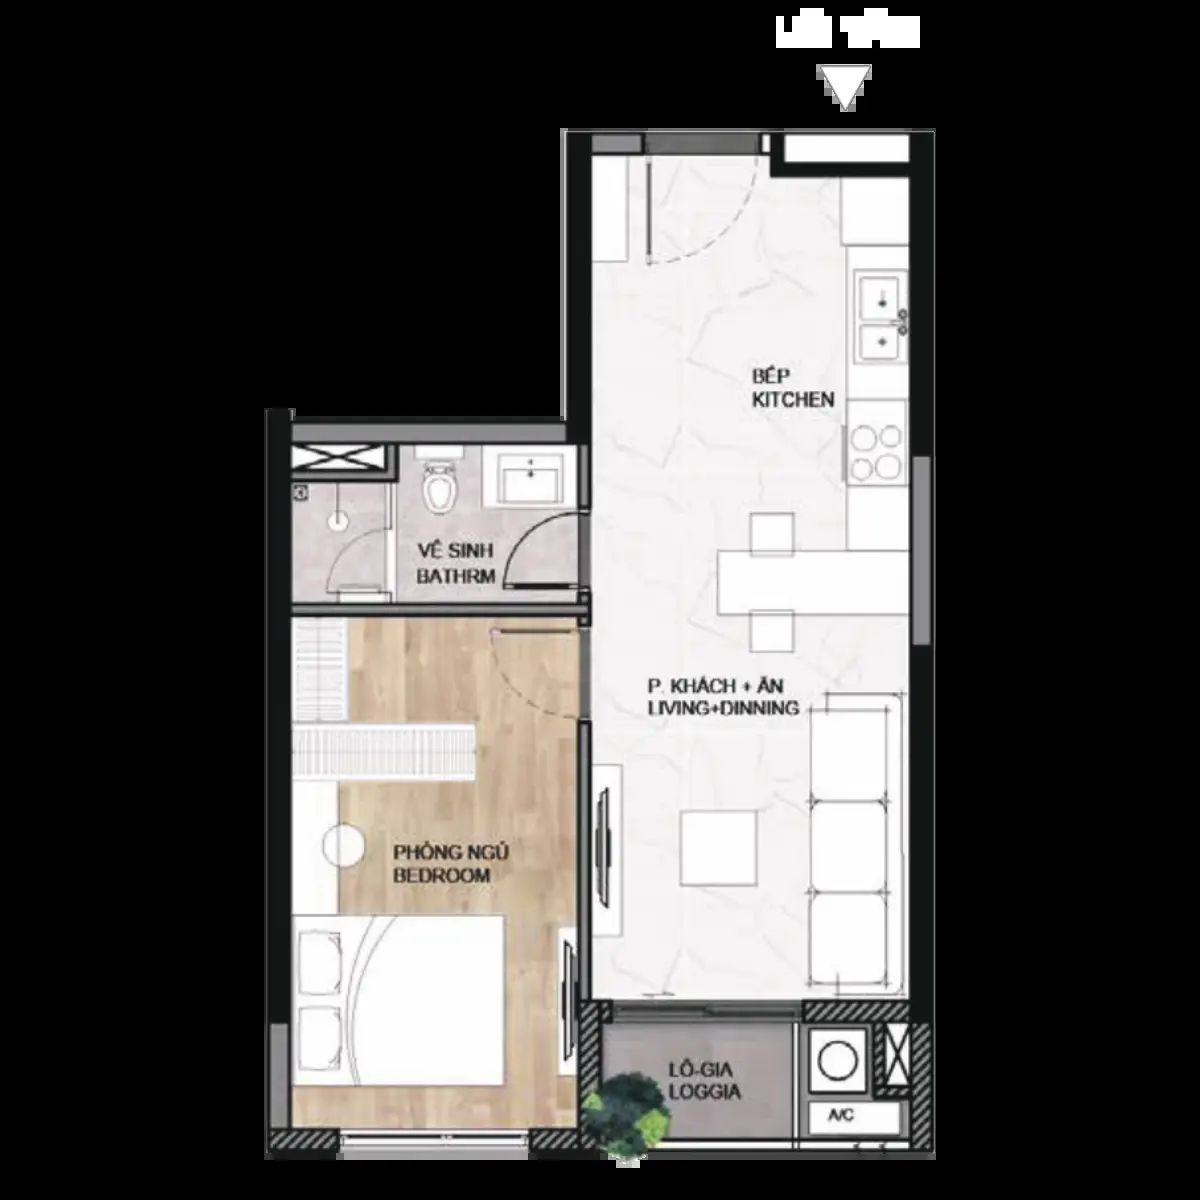 BẾP
KITCHEN
VỆ SINH
BATHRM
P. KHÁCH + ĂN
LIVING+DINNING
PHÒNG NGỦ
BEDROOM
LÔ-GIA
LOGGIA
A/C